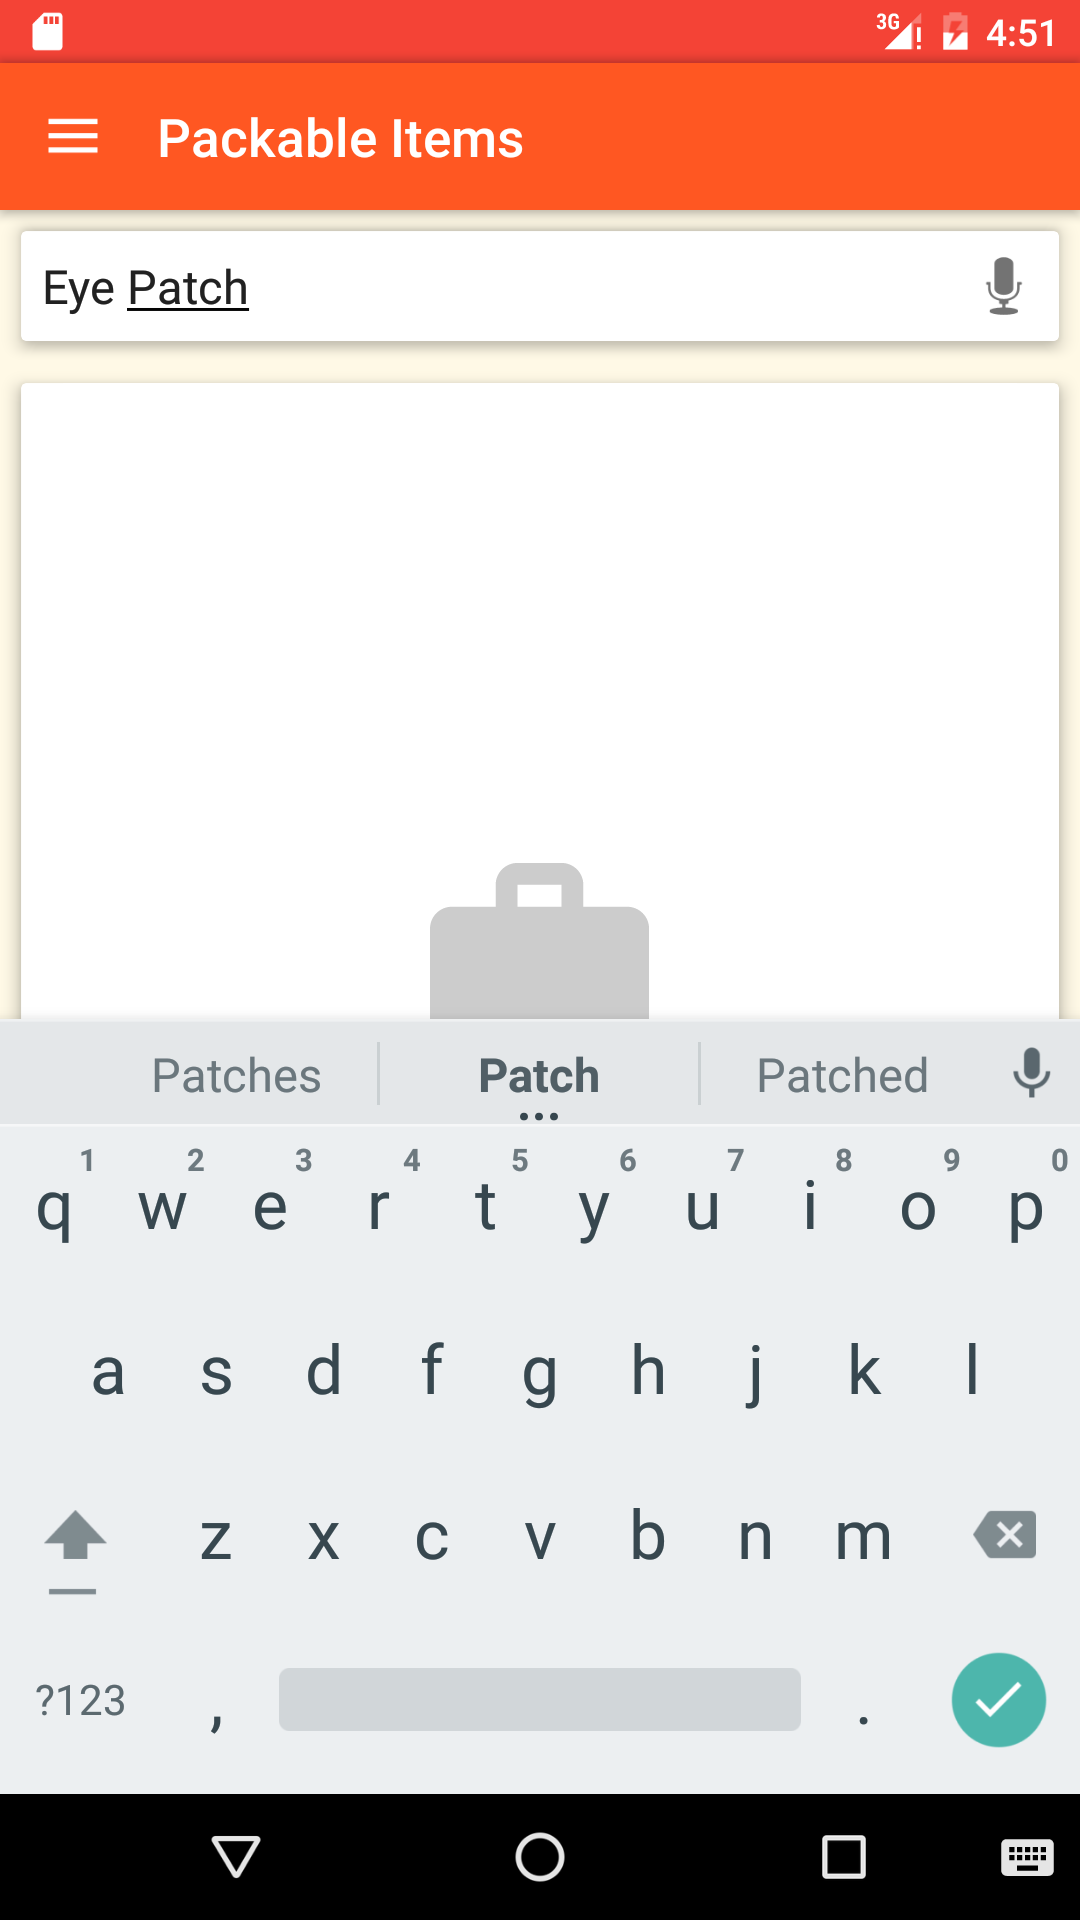 3G 4:51
Packable Items
Eye Patch
Patches Patch Patched
1 2 3 4 5 6 7 8 9 0
q w e r t y u i o p
a s d f g h j k l
z x c v b n m
?123 , .